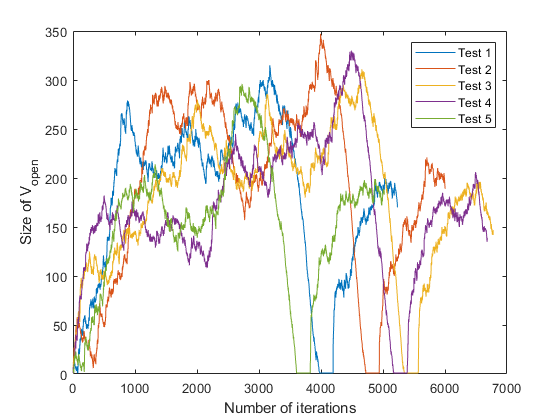 350
300
250
200
150
100
50
0
Size of V_open
Test 1
Test 2
Test 3
Test 4
Test 5
0 1000 2000 3000 4000 5000 6000 7000
Number of iterations